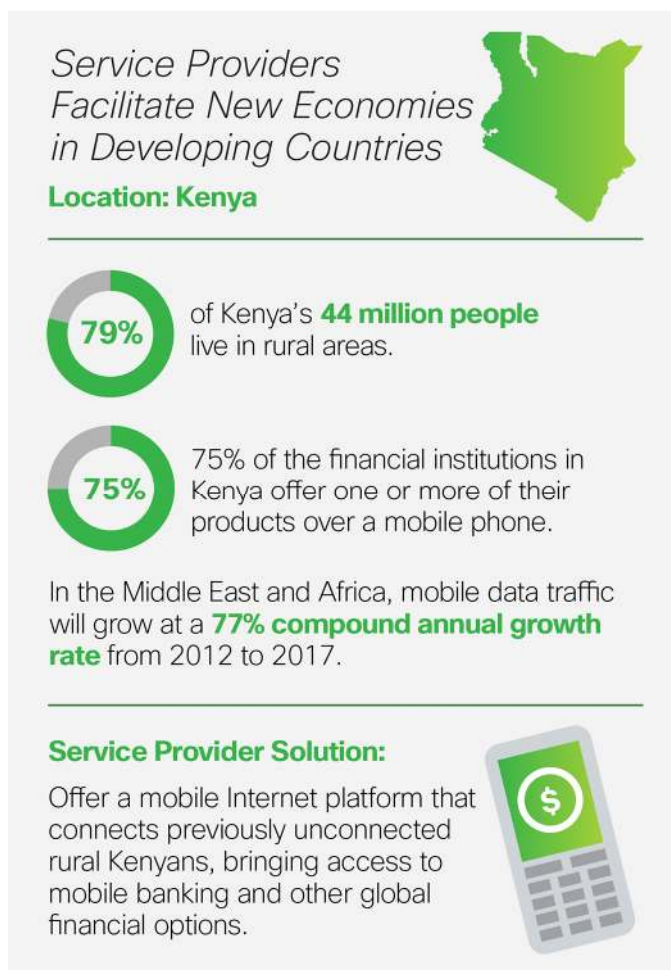 Service Providers
Facilitate New Economies
in Developing Countries
Location: Kenya
79%
of Kenya's 44 million people
live in rural areas.
75%
75% of the financial institutions in
Kenya offer one or more of their
products over a mobile phone.
In the Middle East and Africa, mobile data traffic
will grow at a 77% compound annual growth
rate from 2012 to 2017.
Service Provider Solution:
Offer a mobile Internet platform that
connects previously unconnected
rural Kenyans, bringing access to
mobile banking and other global
financial options.
$